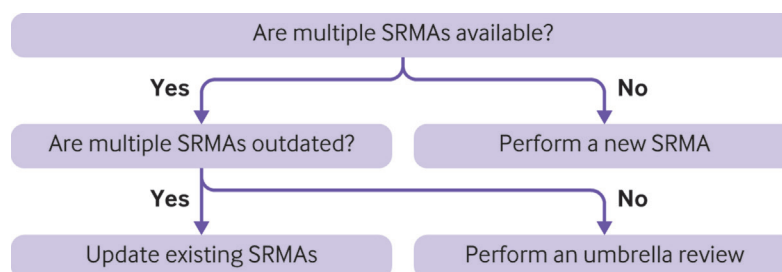 Are multiple SRMAs available?
Yes
No
Are multiple SRMAs outdated?
Perform a new SRMA
Yes
No
Update existing SRMAs
Perform an umbrella review